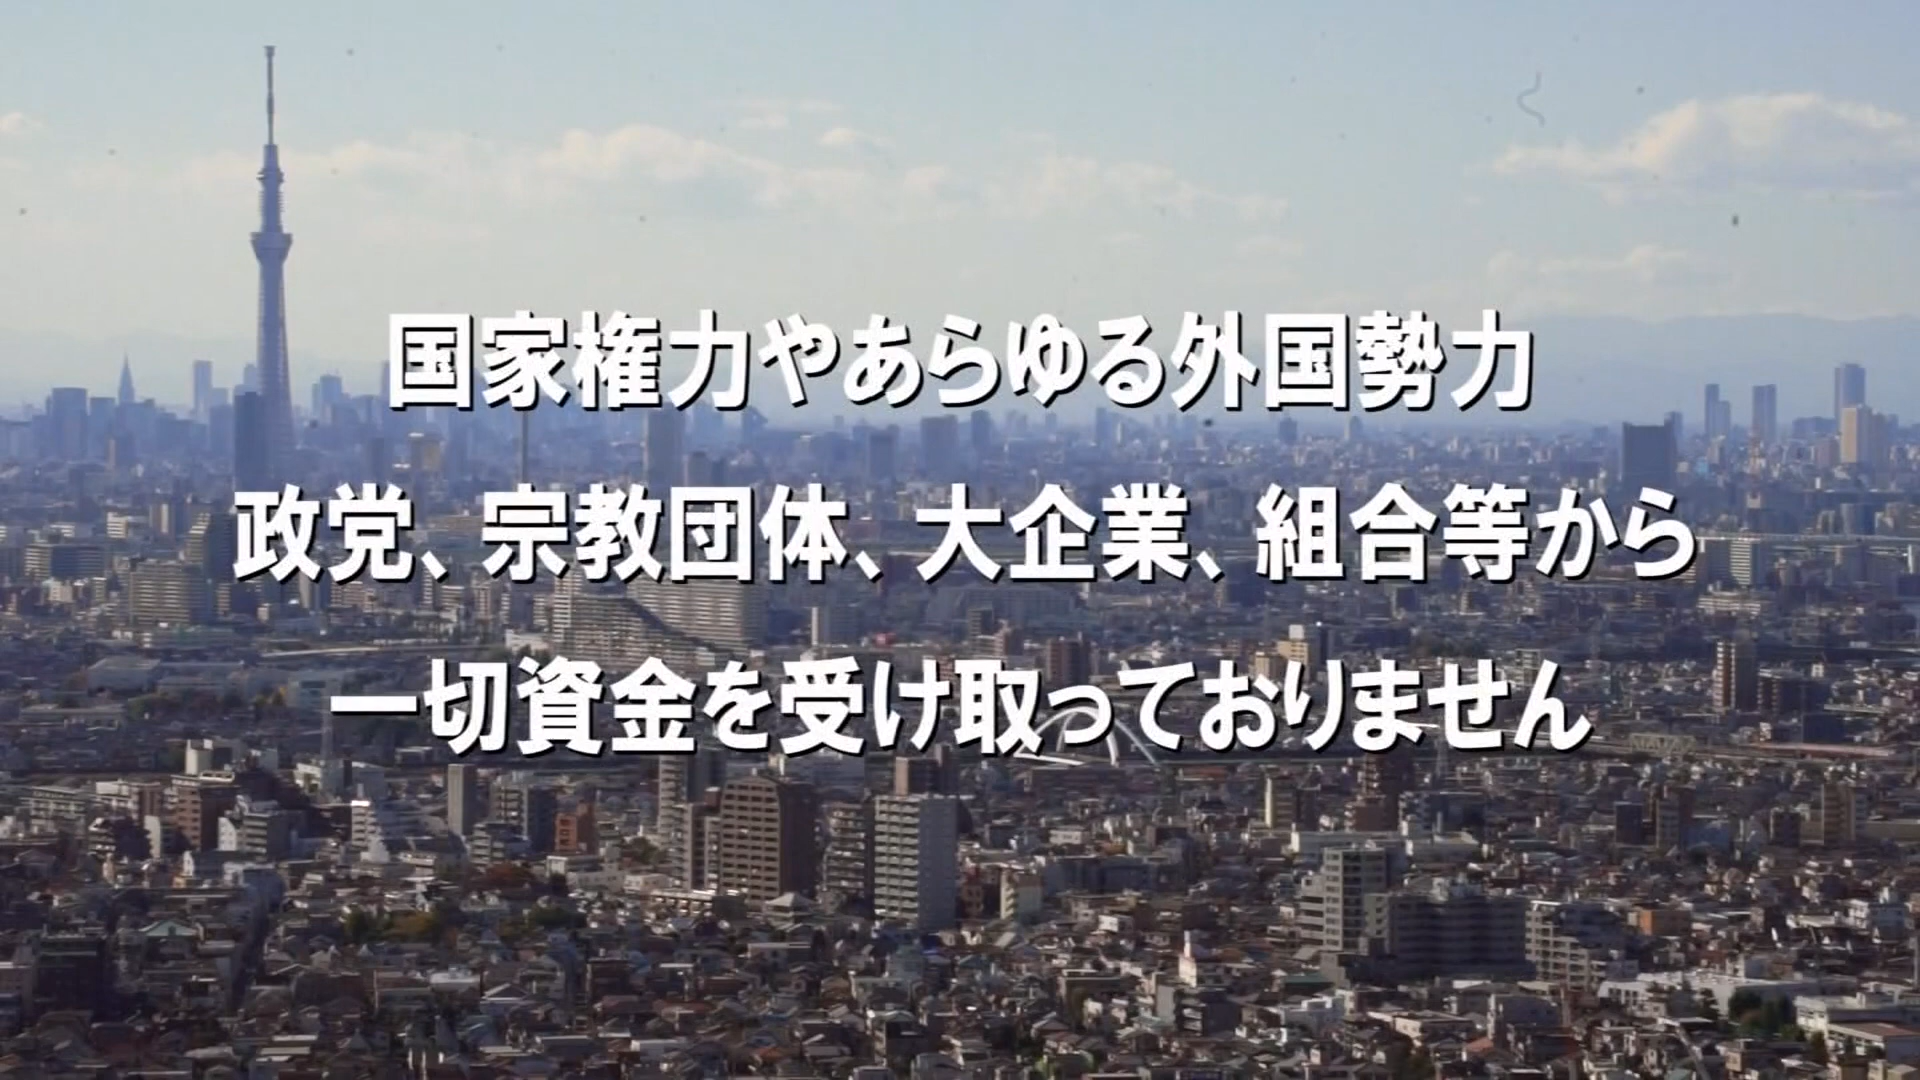 国家権力やあらゆる外国勢力
政党、宗教団体、大企業、組合等から
一切資金を受け取っておりません